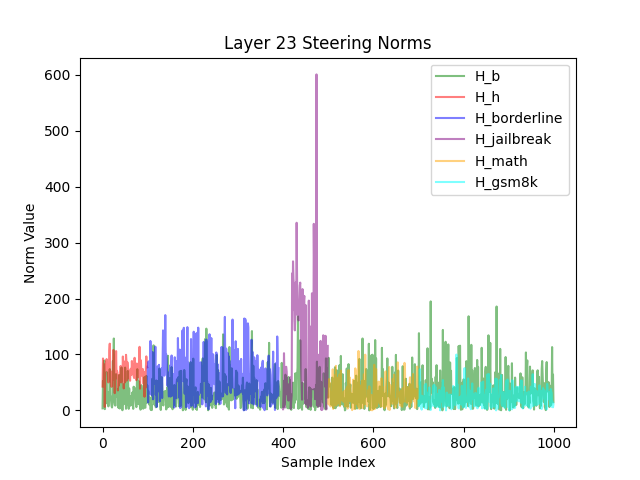 Layer 23 Steering Norms
Norm Value
600
500
400
300
200
100
0
0 200 400 600 800 1000
Sample Index
H_b
H_h
H_borderline
H_jailbreak
H_math
H_gsm8k